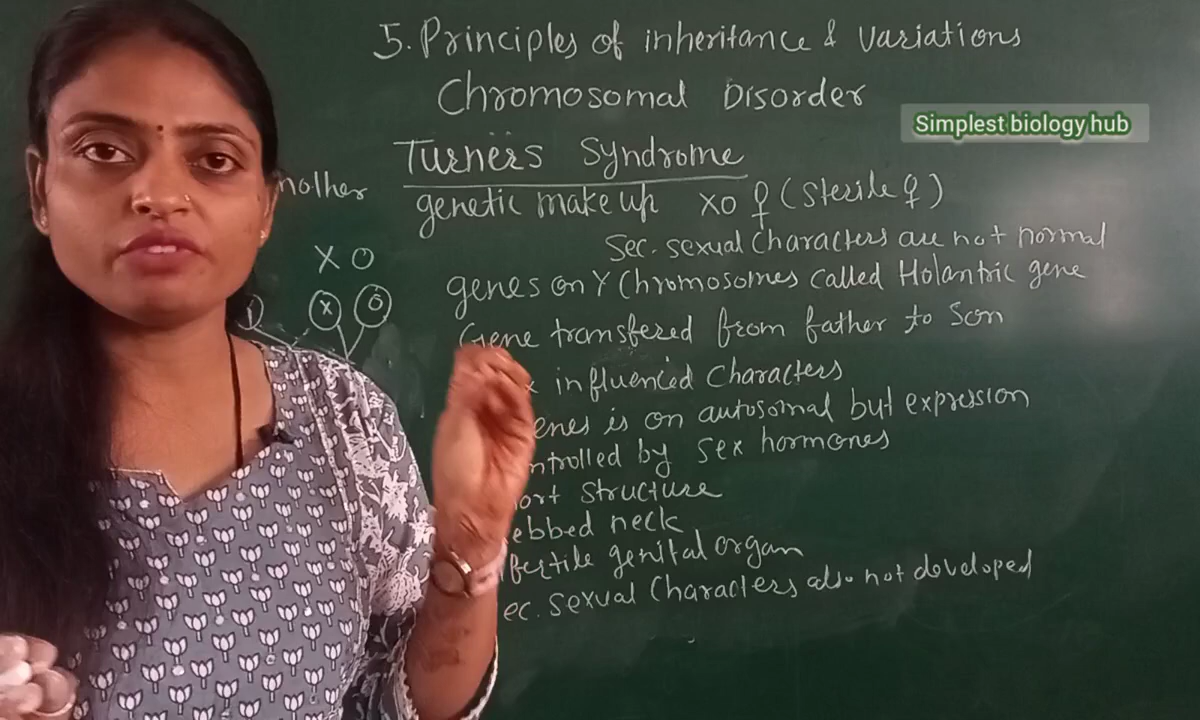 5. Principles of inheritance & variations
Chromosomal Disorder
Simplest biology hub
Turners Syndrome
mother
genetic make up XO ♀ (sterile ♀)
Sec. sexual characters are not normal
XO
genes on Y Chromosomes called Holantric gene
X O
Gene transfered from father to Son
x influenced characters
enes is on autosomal but expression
ntrolled by sex hormones
ort structure
ebbed neck
fertile genital organ
ec. sexual characters also not developed